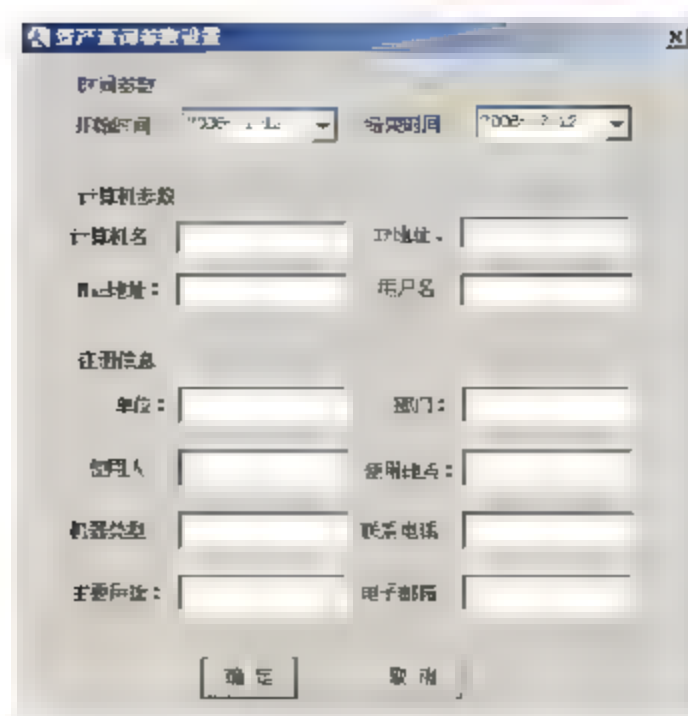 资产查询参数设置
时间参数
开始时间 结束时间
计算机参数
计算机名 IP地址:
Mac地址: 用户名
注册信息
单位: 部门:
使用人 使用地点:
机器类型 联系电话
主要用途: 电子邮箱
确 定 取 消